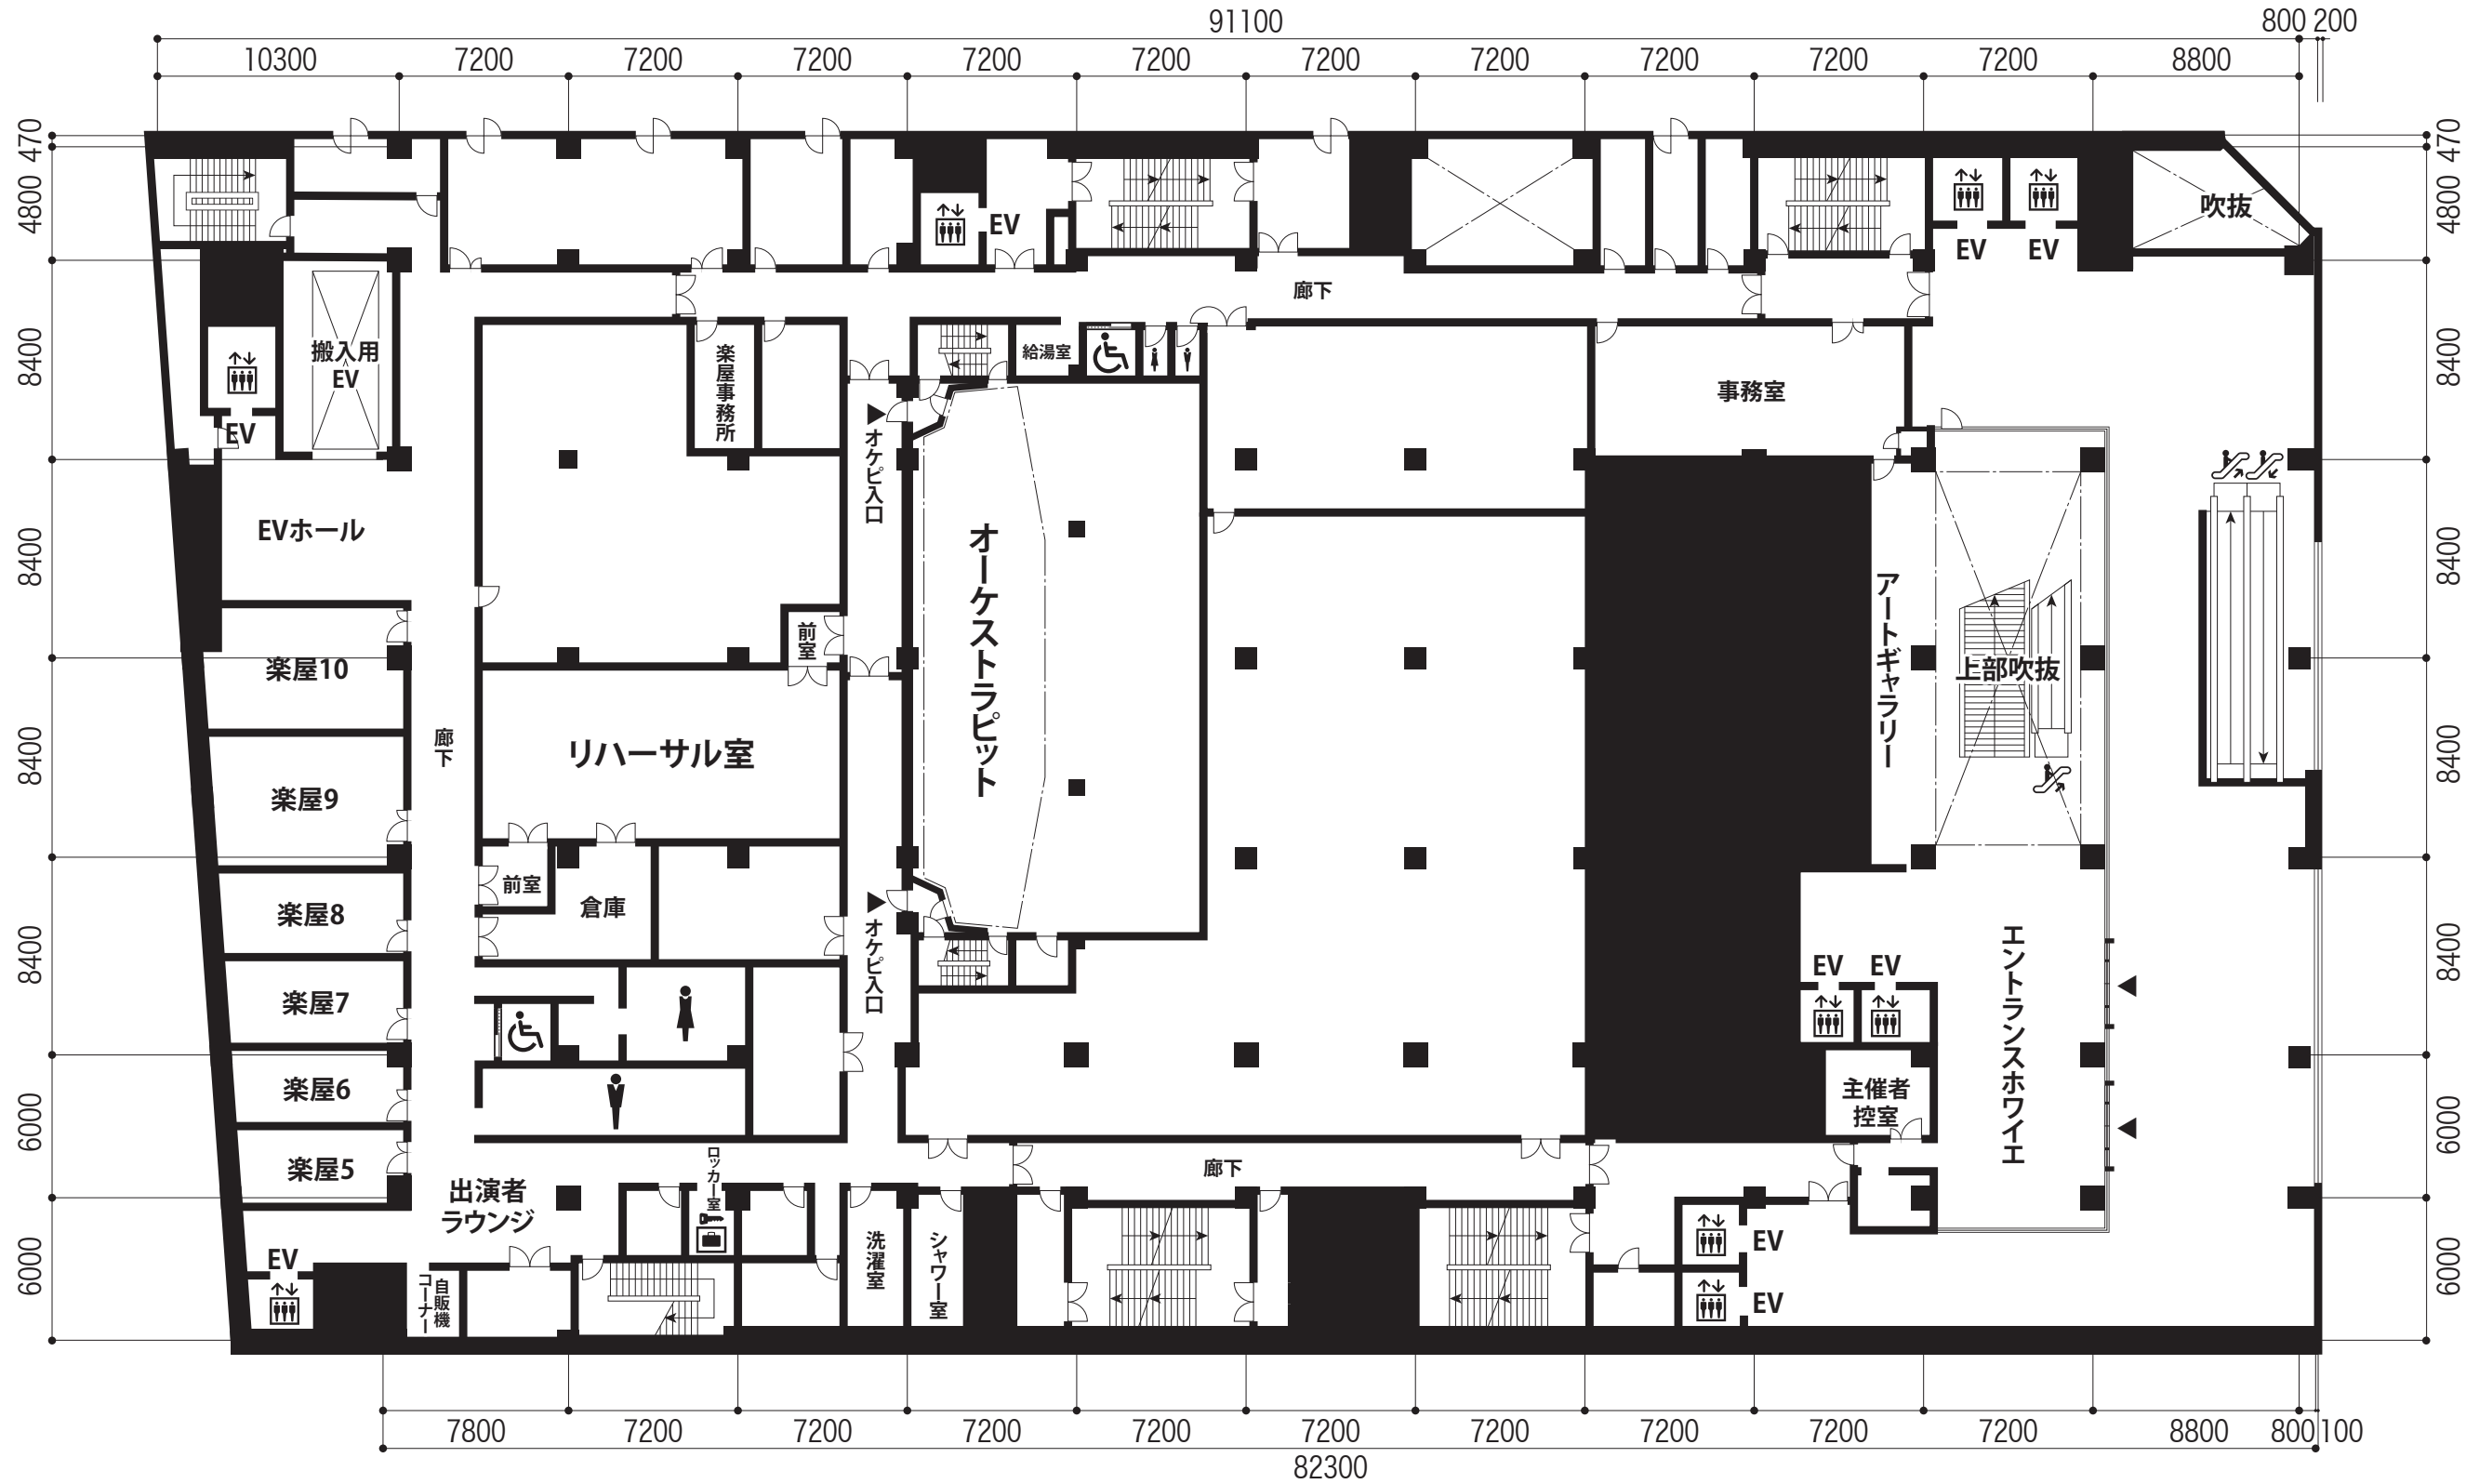 91100
800 200
10300 7200 7200 7200 7200 7200 7200 7200 7200 7200 7200 8800
470
4800
8400
8400
8400
8400
6000
6000
470
4800
8400
8400
8400
8400
6000
6000
EV
EV
EV
吹抜
廊下
搬入用
EV
EV
楽屋事務所
給湯室
事務室
オケピ入口
EVホール
オーケストラピット
アートギャラリー
前室
上部吹抜
楽屋10
廊下
リハーサル室
楽屋9
前室
倉庫
楽屋8
オケピ入口
エントランスホワイエ
EV
EV
楽屋7
楽屋6
主催者
控室
楽屋5
出演者
ラウンジ
ロッカー室
廊下
EV
自販機
コーナー
洗濯室
シャワー室
EV
EV
7800 7200 7200 7200 7200 7200 7200 7200 7200 7200 8800 800 100
82300